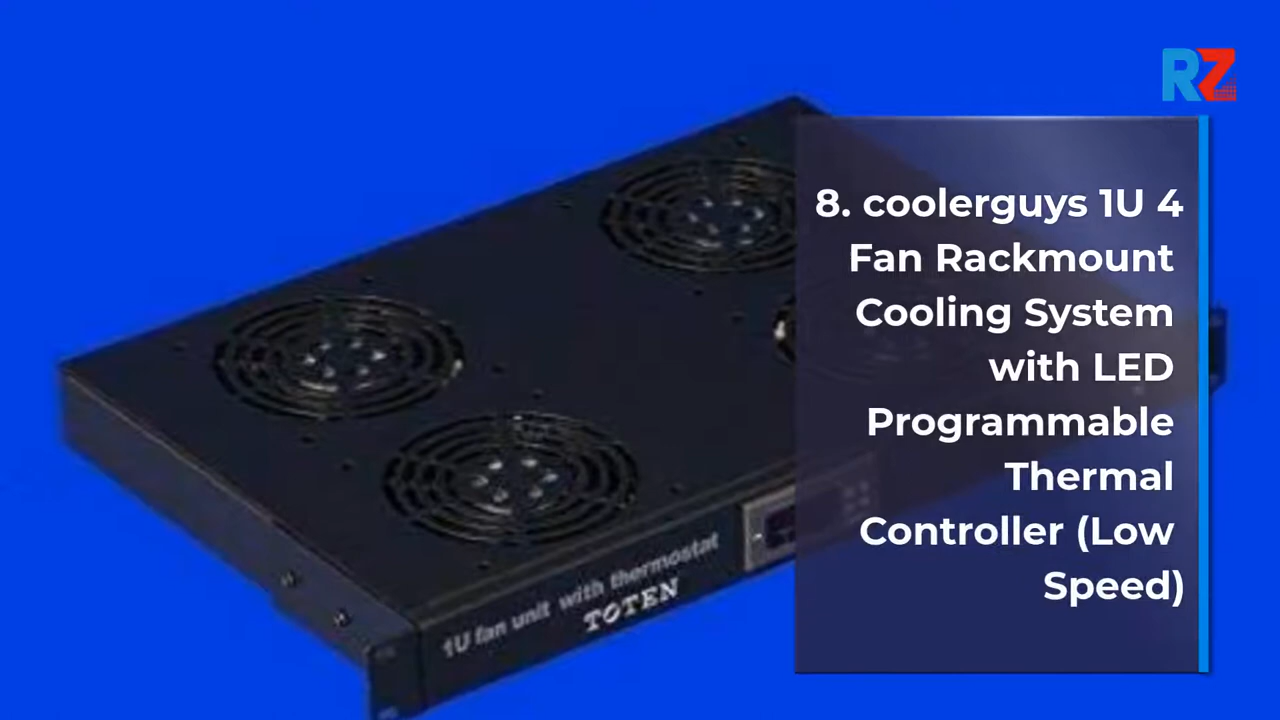 RZ
8. coolerguys 1U 4
Fan Rackmount
Cooling System
with LED
Programmable
Thermal
Controller (Low
Speed)
1U fan unit with thermostat
TOTEN